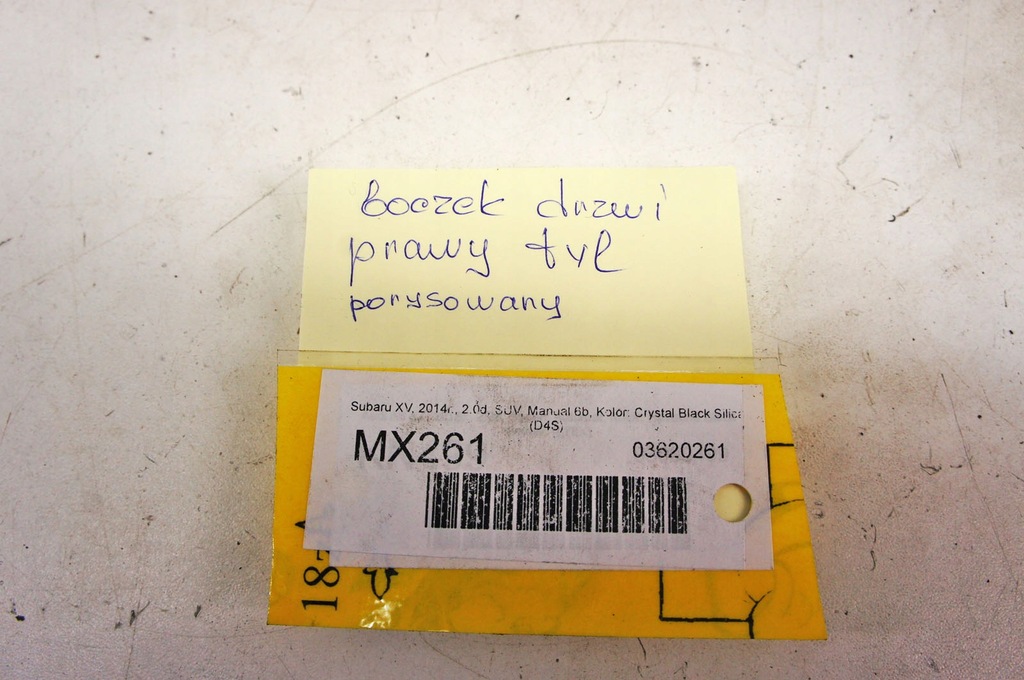 boczek drzwi
prawy tył
porysowany
Subaru XV, 2014r., 2.0d, SUV, Manual 6b, Kolor: Crystal Black Silica
(D4S)
MX261 03620261